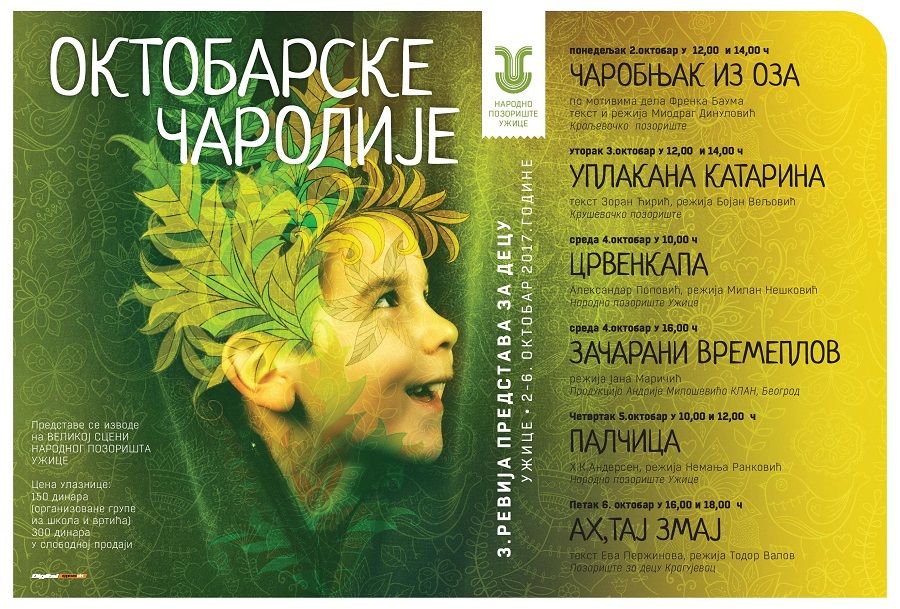 ОКТОБАРСКЕ
ЧАРОЛИЈЕ
НАРОДНО
ПОЗОРИШТЕ
УЖИЦЕ
3. РЕВИЈА ПРЕДСТАВА ЗА ДЕЦУ
УЖИЦЕ • 2-6. ОКТОБАР 2017. ГОДИНЕ
Представе се изводе
на ВЕЛИКОЈ СЦЕНИ
НАРОДНОГ ПОЗОРИШТА
УЖИЦЕ
Цена улазнице:
150 динара
(организоване групе
из школа и вртића)
300 динара
у слободној продаји
Digital
понедељак 2.октобар у 12,00 и 14,00 ч
ЧАРОБЊАК ИЗ ОЗА
по мотивима дела Френка Баума
текст и режија Миодраг Динуловић
Краљевачко позориште
уторак 3.октобар у 12,00 и 14,00 ч
УПЛАКАНА КАТАРИНА
текст Зоран Ћирић, режија Бојан Вељовић
Крушевачко позориште
среда 4.октобар у 10,00 ч
ЦРВЕНКАПА
Александар Поповић, режија Милан Нешковић
Народно позориште Ужице
среда 4.октобар у 16,00 ч
ЗАЧАРАНИ ВРЕМЕПЛОВ
режија Јана Маричић
Продукција Андрије Милошевића КЛАН, Београд
Четвртак 5.октобар у 10,00 и 12,00 ч
ПАЛЧИЦА
Х.К.Андерсен, режија Немања Ранковић
Народно позориште Ужице
Петак 6. октобар у 16,00 и 18,00 ч
АХ, ТАЈ ЗМАЈ
текст Ева Пержинова, режија Тодор Валов
Позориште за децу Крагујевац